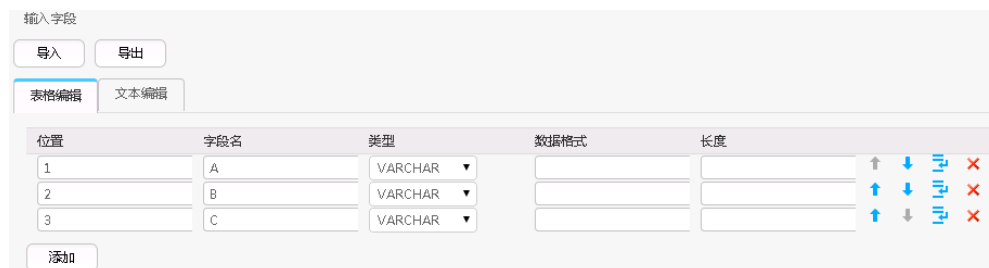 输入字段
导入 导出
表格编辑 文本编辑
位置 字段名 类型 数据格式 长度
1 A VARCHAR
2 B VARCHAR
3 C VARCHAR
添加